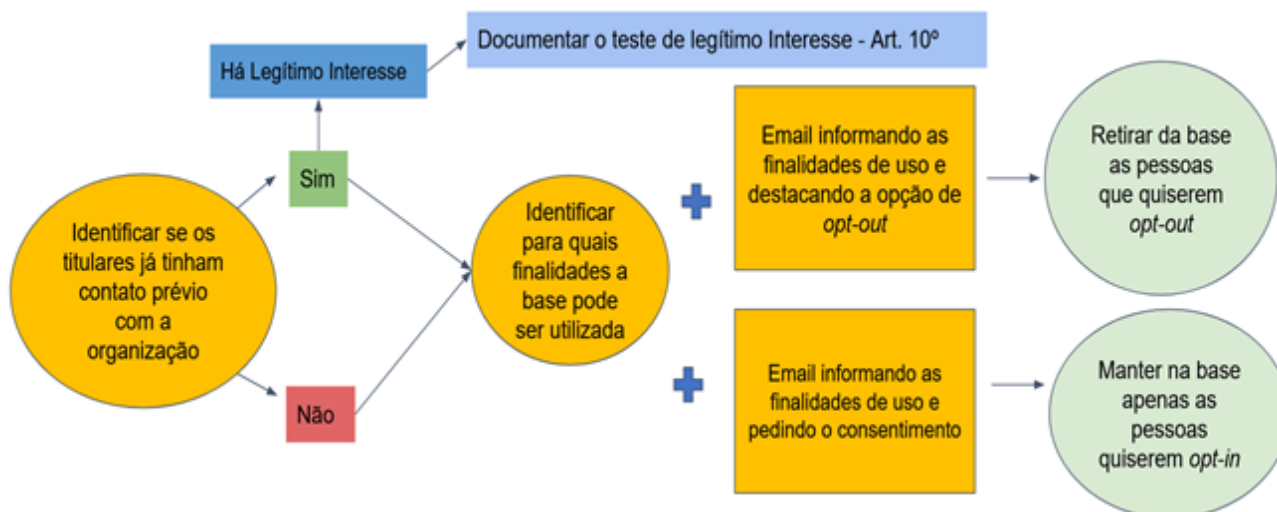 Documentar o teste de legítimo Interesse - Art. 10º
Há Legítimo Interesse
Sim
Identificar se os
titulares já tinham
contato prévio
com a
organização
Não
Identificar
para quais
finalidades a
base pode
ser utilizada
Email informando as
finalidades de uso e
destacando a opção de
opt-out
Retirar da base
as pessoas
que quiserem
opt-out
Email informando as
finalidades de uso e
pedindo o consentimento
Manter na base
apenas as
pessoas
quiserem opt-in